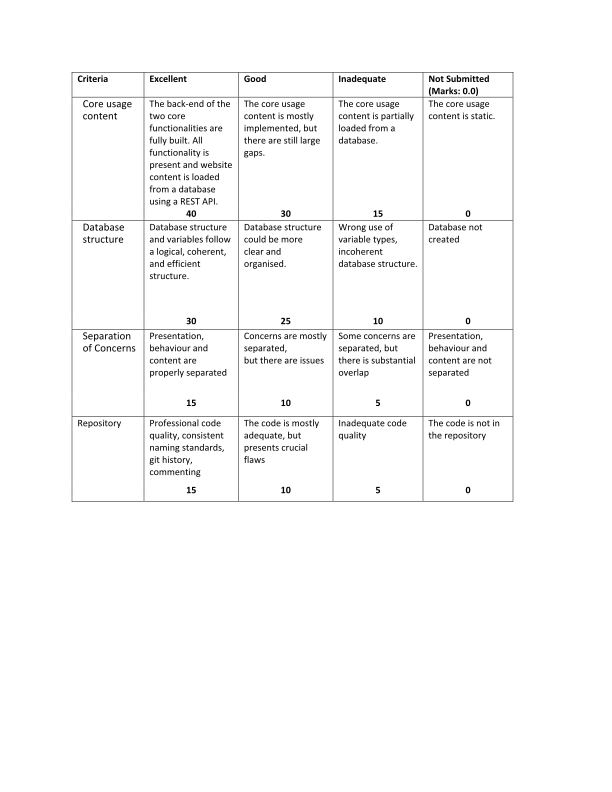 Criteria Excellent Good Inadequate Not Submitted
(Marks: 0.0)
Core usage
content
The back-end of the
two core
functionalities are
fully built. All
functionality is
present and website
content is loaded
from a database
using a REST API.
40
The core usage
content is mostly
implemented, but
there are still large
gaps.
30
The core usage
content is partially
loaded from a
database.
15
The core usage
content is static.
0
Database
structure
Database structure
and variables follow
a logical, coherent,
and efficient
structure.
30
Database structure
could be more
clear and
organised.
25
Wrong use of
variable types,
incoherent
database structure.
10
Database not
created
0
Separation
of Concerns
Presentation,
behaviour and
content are
properly separated
15
Concerns are mostly
separated,
but there are issues
10
Some concerns are
separated, but
there is substantial
overlap
5
Presentation,
behaviour and
content are not
separated
0
Repository
Professional code
quality, consistent
naming standards,
git history,
commenting
15
The code is mostly
adequate, but
presents crucial
flaws
10
Inadequate code
quality
5
The code is not in
the repository
0